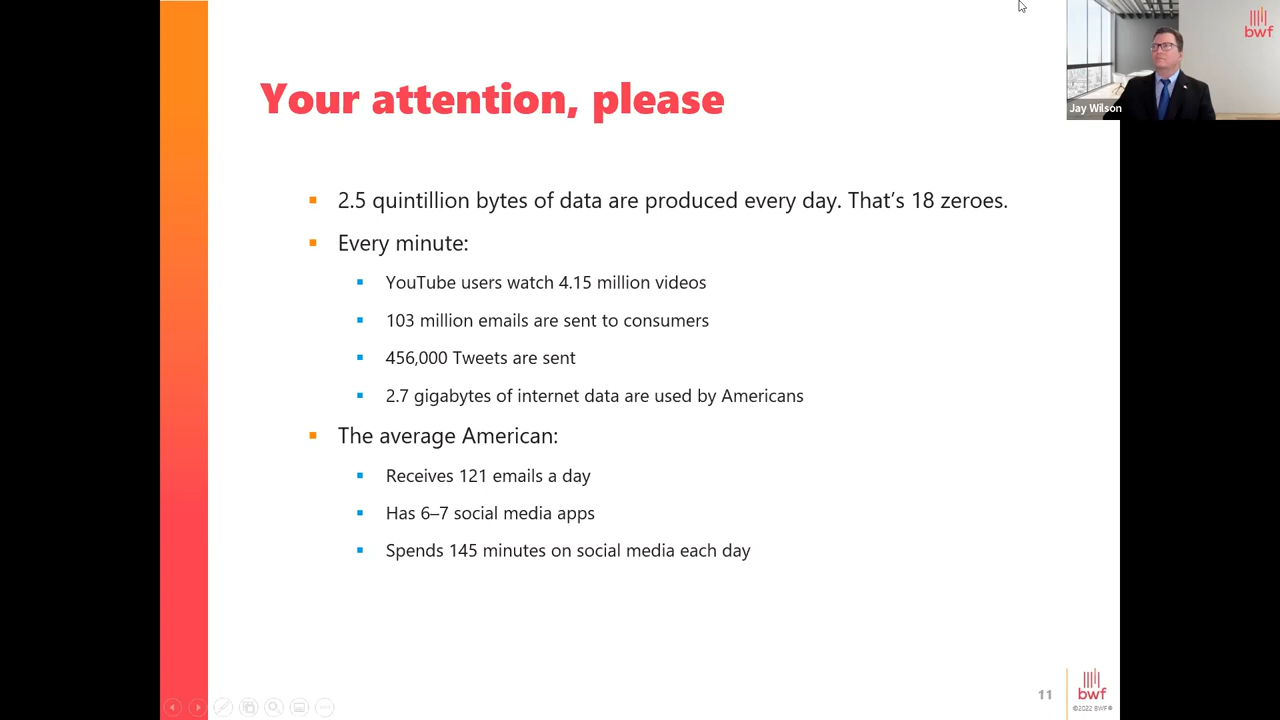 bwf
Jay Wilson
Your attention, please
2.5 quintillion bytes of data are produced every day. That’s 18 zeroes.
Every minute:
YouTube users watch 4.15 million videos
103 million emails are sent to consumers
456,000 Tweets are sent
2.7 gigabytes of internet data are used by Americans
The average American:
Receives 121 emails a day
Has 6–7 social media apps
Spends 145 minutes on social media each day
11
bwf
©2022 BWF®